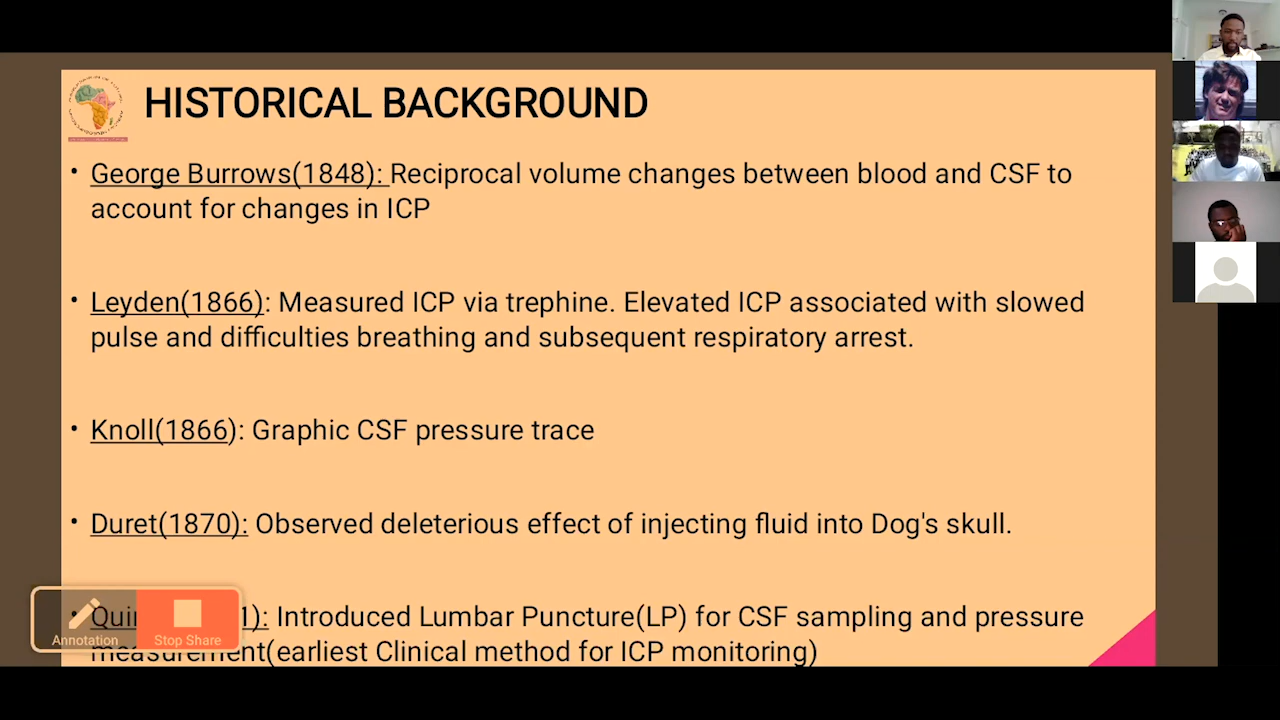 HISTORICAL BACKGROUND
• George Burrows(1848): Reciprocal volume changes between blood and CSF to
account for changes in ICP
• Leyden(1866): Measured ICP via trephine. Elevated ICP associated with slowed
pulse and difficulties breathing and subsequent respiratory arrest.
• Knoll(1866): Graphic CSF pressure trace
• Duret(1870): Observed deleterious effect of injecting fluid into Dog's skull.
• 1): Introduced Lumbar Puncture(LP) for CSF sampling and pressure
measurement(earliest Clinical method for ICP monitoring)
Annotation
Stop Share